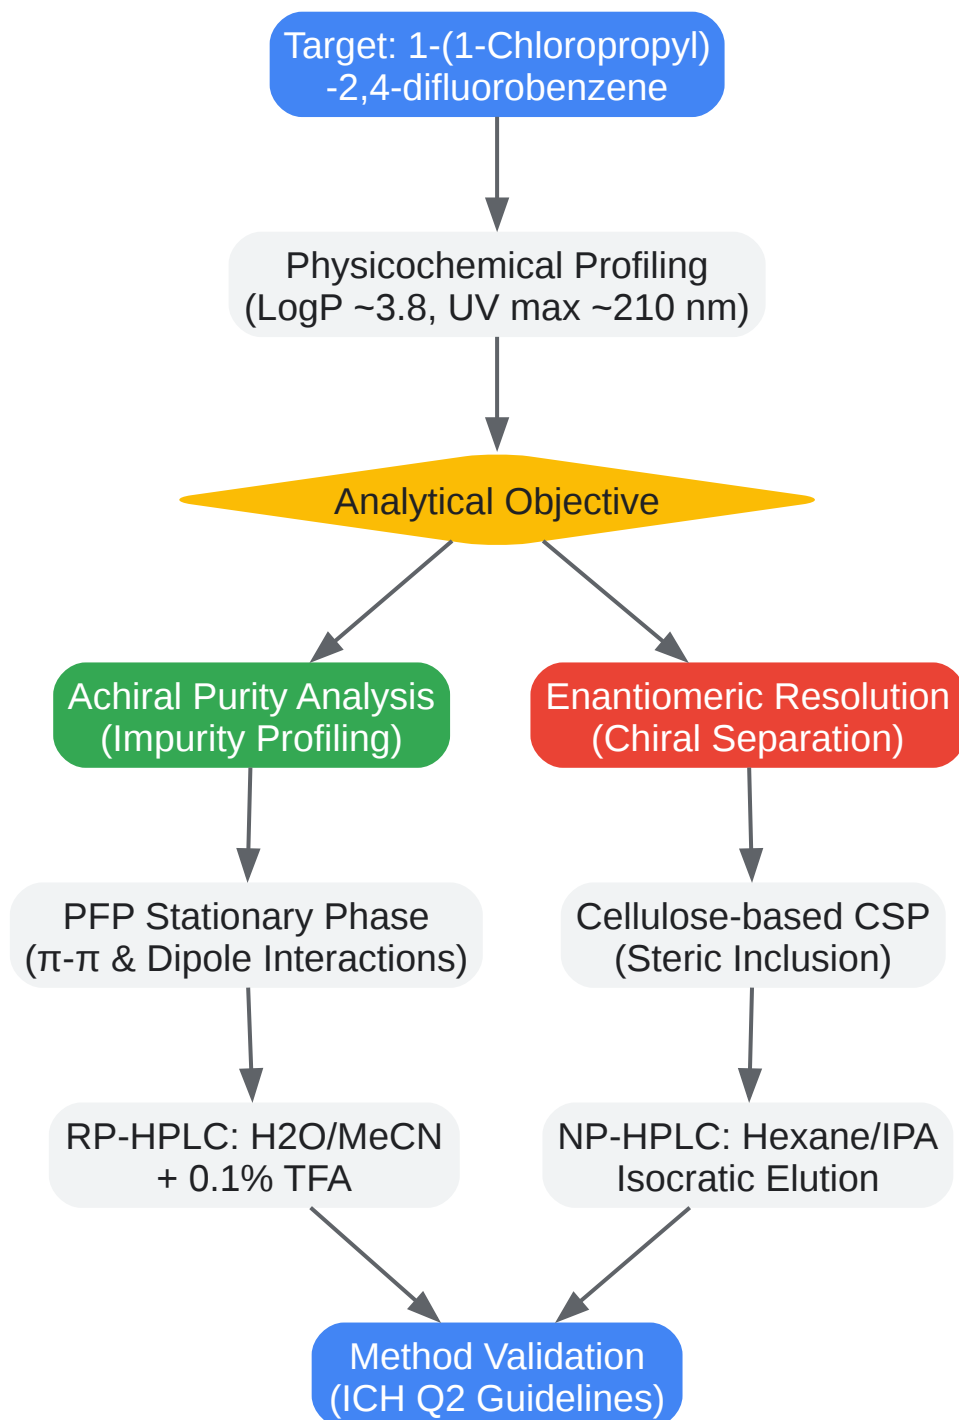 Target: 1-(1-Chloropropyl)
-2,4-difluorobenzene
Physicochemical Profiling
(LogP ~3.8, UV max ~210 nm)
Analytical Objective
Achiral Purity Analysis
(Impurity Profiling)
Enantiomeric Resolution
(Chiral Separation)
PFP Stationary Phase
(π-π & Dipole Interactions)
Cellulose-based CSP
(Steric Inclusion)
RP-HPLC: H2O/MeCN
+ 0.1% TFA
NP-HPLC: Hexane/IPA
Isocratic Elution
Method Validation
(ICH Q2 Guidelines)